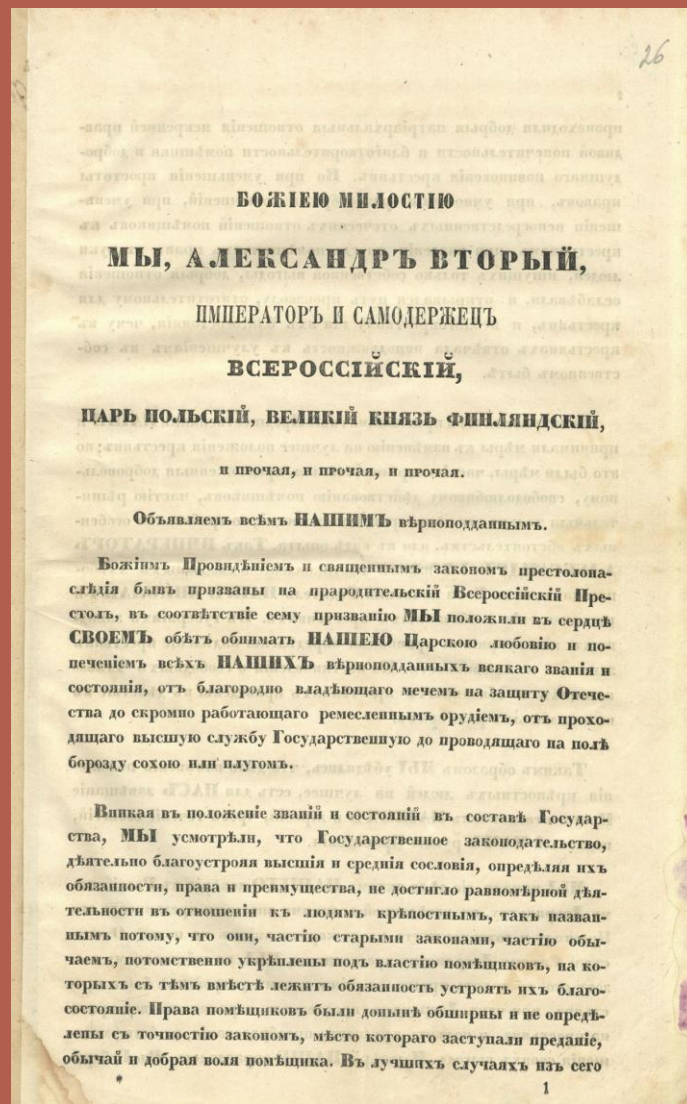 26
БОЖІЕЮ МИЛОСТІЮ
МЫ, АЛЕКСАНДРЪ ВТОРЫЙ,
ИМПЕРАТОРЪ И САМОДЕРЖЕЦЪ
ВСЕРОССІЙСКІЙ,
ЦАРЬ ПОЛЬСКІЙ, ВЕЛИКІЙ КНЯЗЬ ФИНЛЯНДСКІЙ,
и прочая, и прочая, и прочая.
Объявляемъ всѣмъ НАШИМЪ вѣрноподданнымъ.
Божіимъ Провидѣніемъ и священнымъ закономъ престолона-
слѣдія бывъ призваны на прародительскій Всероссійскій Пре-
столъ, въ соотвѣтствіе сему призванію МЫ положили въ сердцѣ
СВОЕМЪ обѣтъ обнимать НАШЕЮ Царскою любовію и по-
печеніемъ всѣхъ НАШИХЪ вѣрноподданныхъ всякаго званія и
состоянія, отъ благородно владѣющаго мечемъ на защиту Отече-
ства до скромно работающаго ремесленнымъ орудіемъ, отъ прохо-
дящаго высшую службу Государственную до проводящаго на полѣ
борозду сохою или плугомъ.
Вникая въ положеніе званій и состояній въ составѣ Государ-
ства, МЫ усмотрѣли, что Государственное законодательство,
дѣятельно благоустрояя высшія и среднія сословія, опредѣляя ихъ
обязанности, права и преимущества, не достигло равномѣрной дѣя-
тельности въ отношеніи къ людямъ крѣпостнымъ, такъ назван-
нымъ потому, что они, частію старыми законами, частію обы-
чаемъ, потомственно укрѣплены подъ властію помѣщиковъ, на ко-
торыхъ съ тѣмъ вмѣстѣ лежитъ обязанность устроять ихъ благо-
состояніе. Права помѣщиковъ были донынѣ обширны и не опредѣ-
лены съ точностію закономъ, мѣсто котораго заступали преданіе,
обычай и добрая воля помѣщика. Въ лучшихъ случаяхъ изъ сего
1